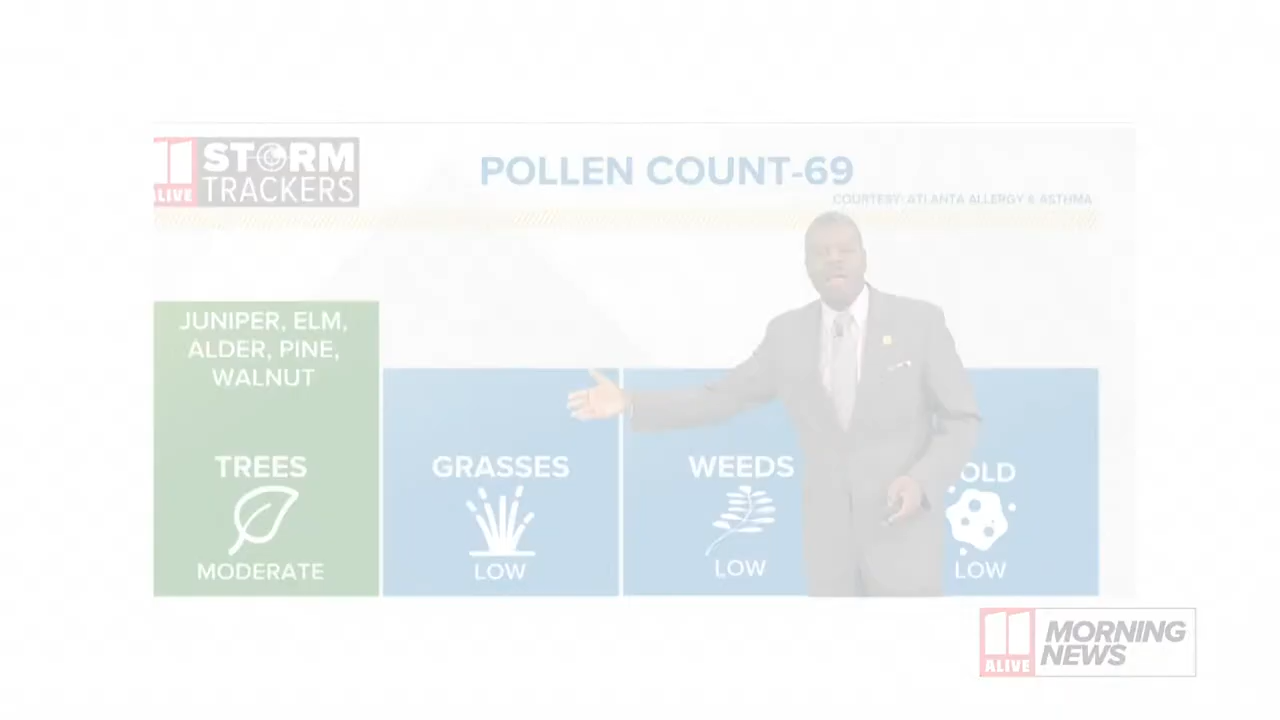 11
ALIVE
STORM
TRACKERS
POLLEN COUNT-69
COURTESY: ATLANTA ALLERGY & ASTHMA
JUNIPER, ELM,
ALDER, PINE,
WALNUT
TREES
MODERATE
GRASSES
LOW
WEEDS
LOW
OLD
LOW
11
ALIVE
MORNING
NEWS